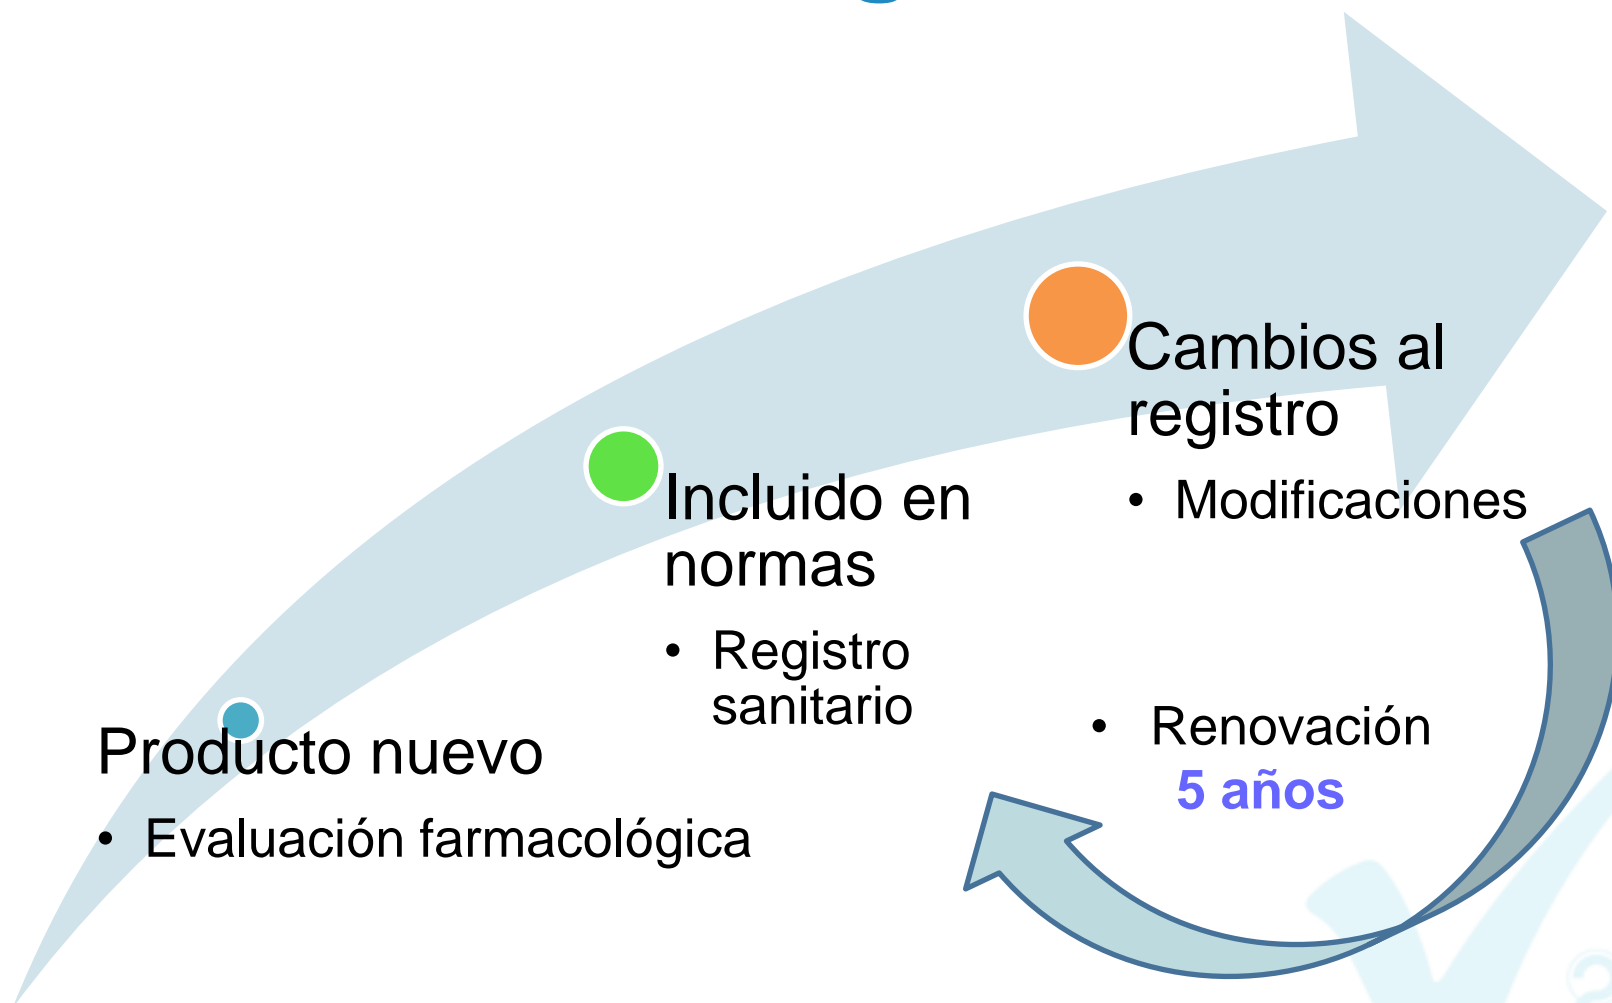 Cambios al
registro
• Modificaciones
Incluido en
normas
• Registro
sanitario
• Renovación
5 años
Producto nuevo
• Evaluación farmacológica